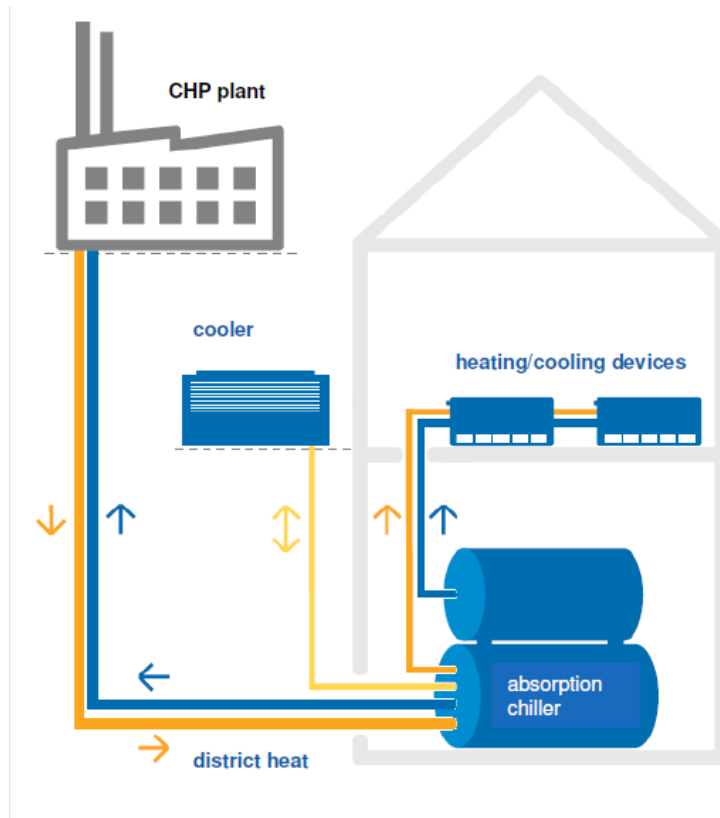 CHP plant
cooler
heating/cooling devices
absorption
chiller
district heat